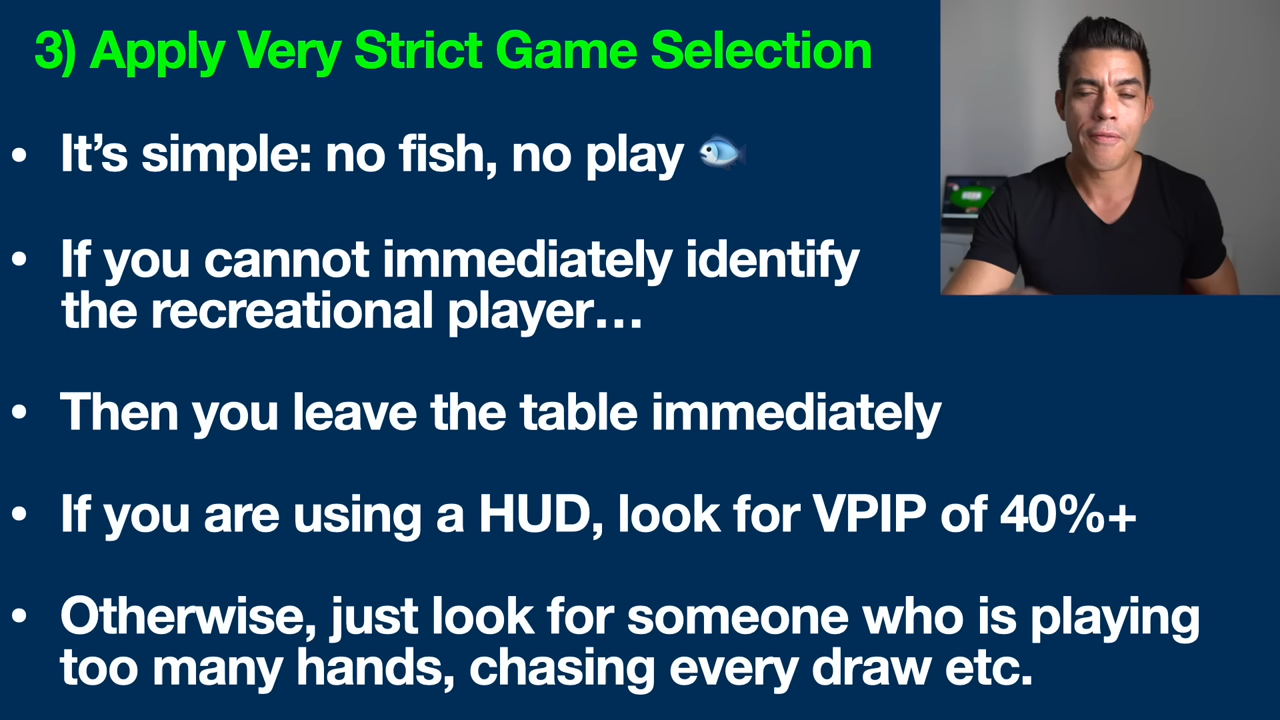 3) Apply Very Strict Game Selection
• It’s simple: no fish, no play 🐟
• If you cannot immediately identify
the recreational player…
• Then you leave the table immediately
• If you are using a HUD, look for VPIP of 40%+
• Otherwise, just look for someone who is playing
too many hands, chasing every draw etc.